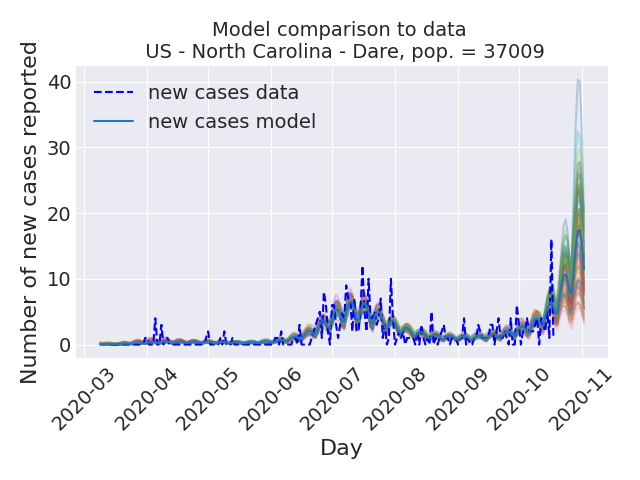 Model comparison to data
US - North Carolina - Dare, pop. = 37009
Number of new cases reported
40
30
20
10
0
new cases data
new cases model
2020-03
2020-04
2020-05
2020-06
2020-07
2020-08
2020-09
2020-10
2020-11
Day